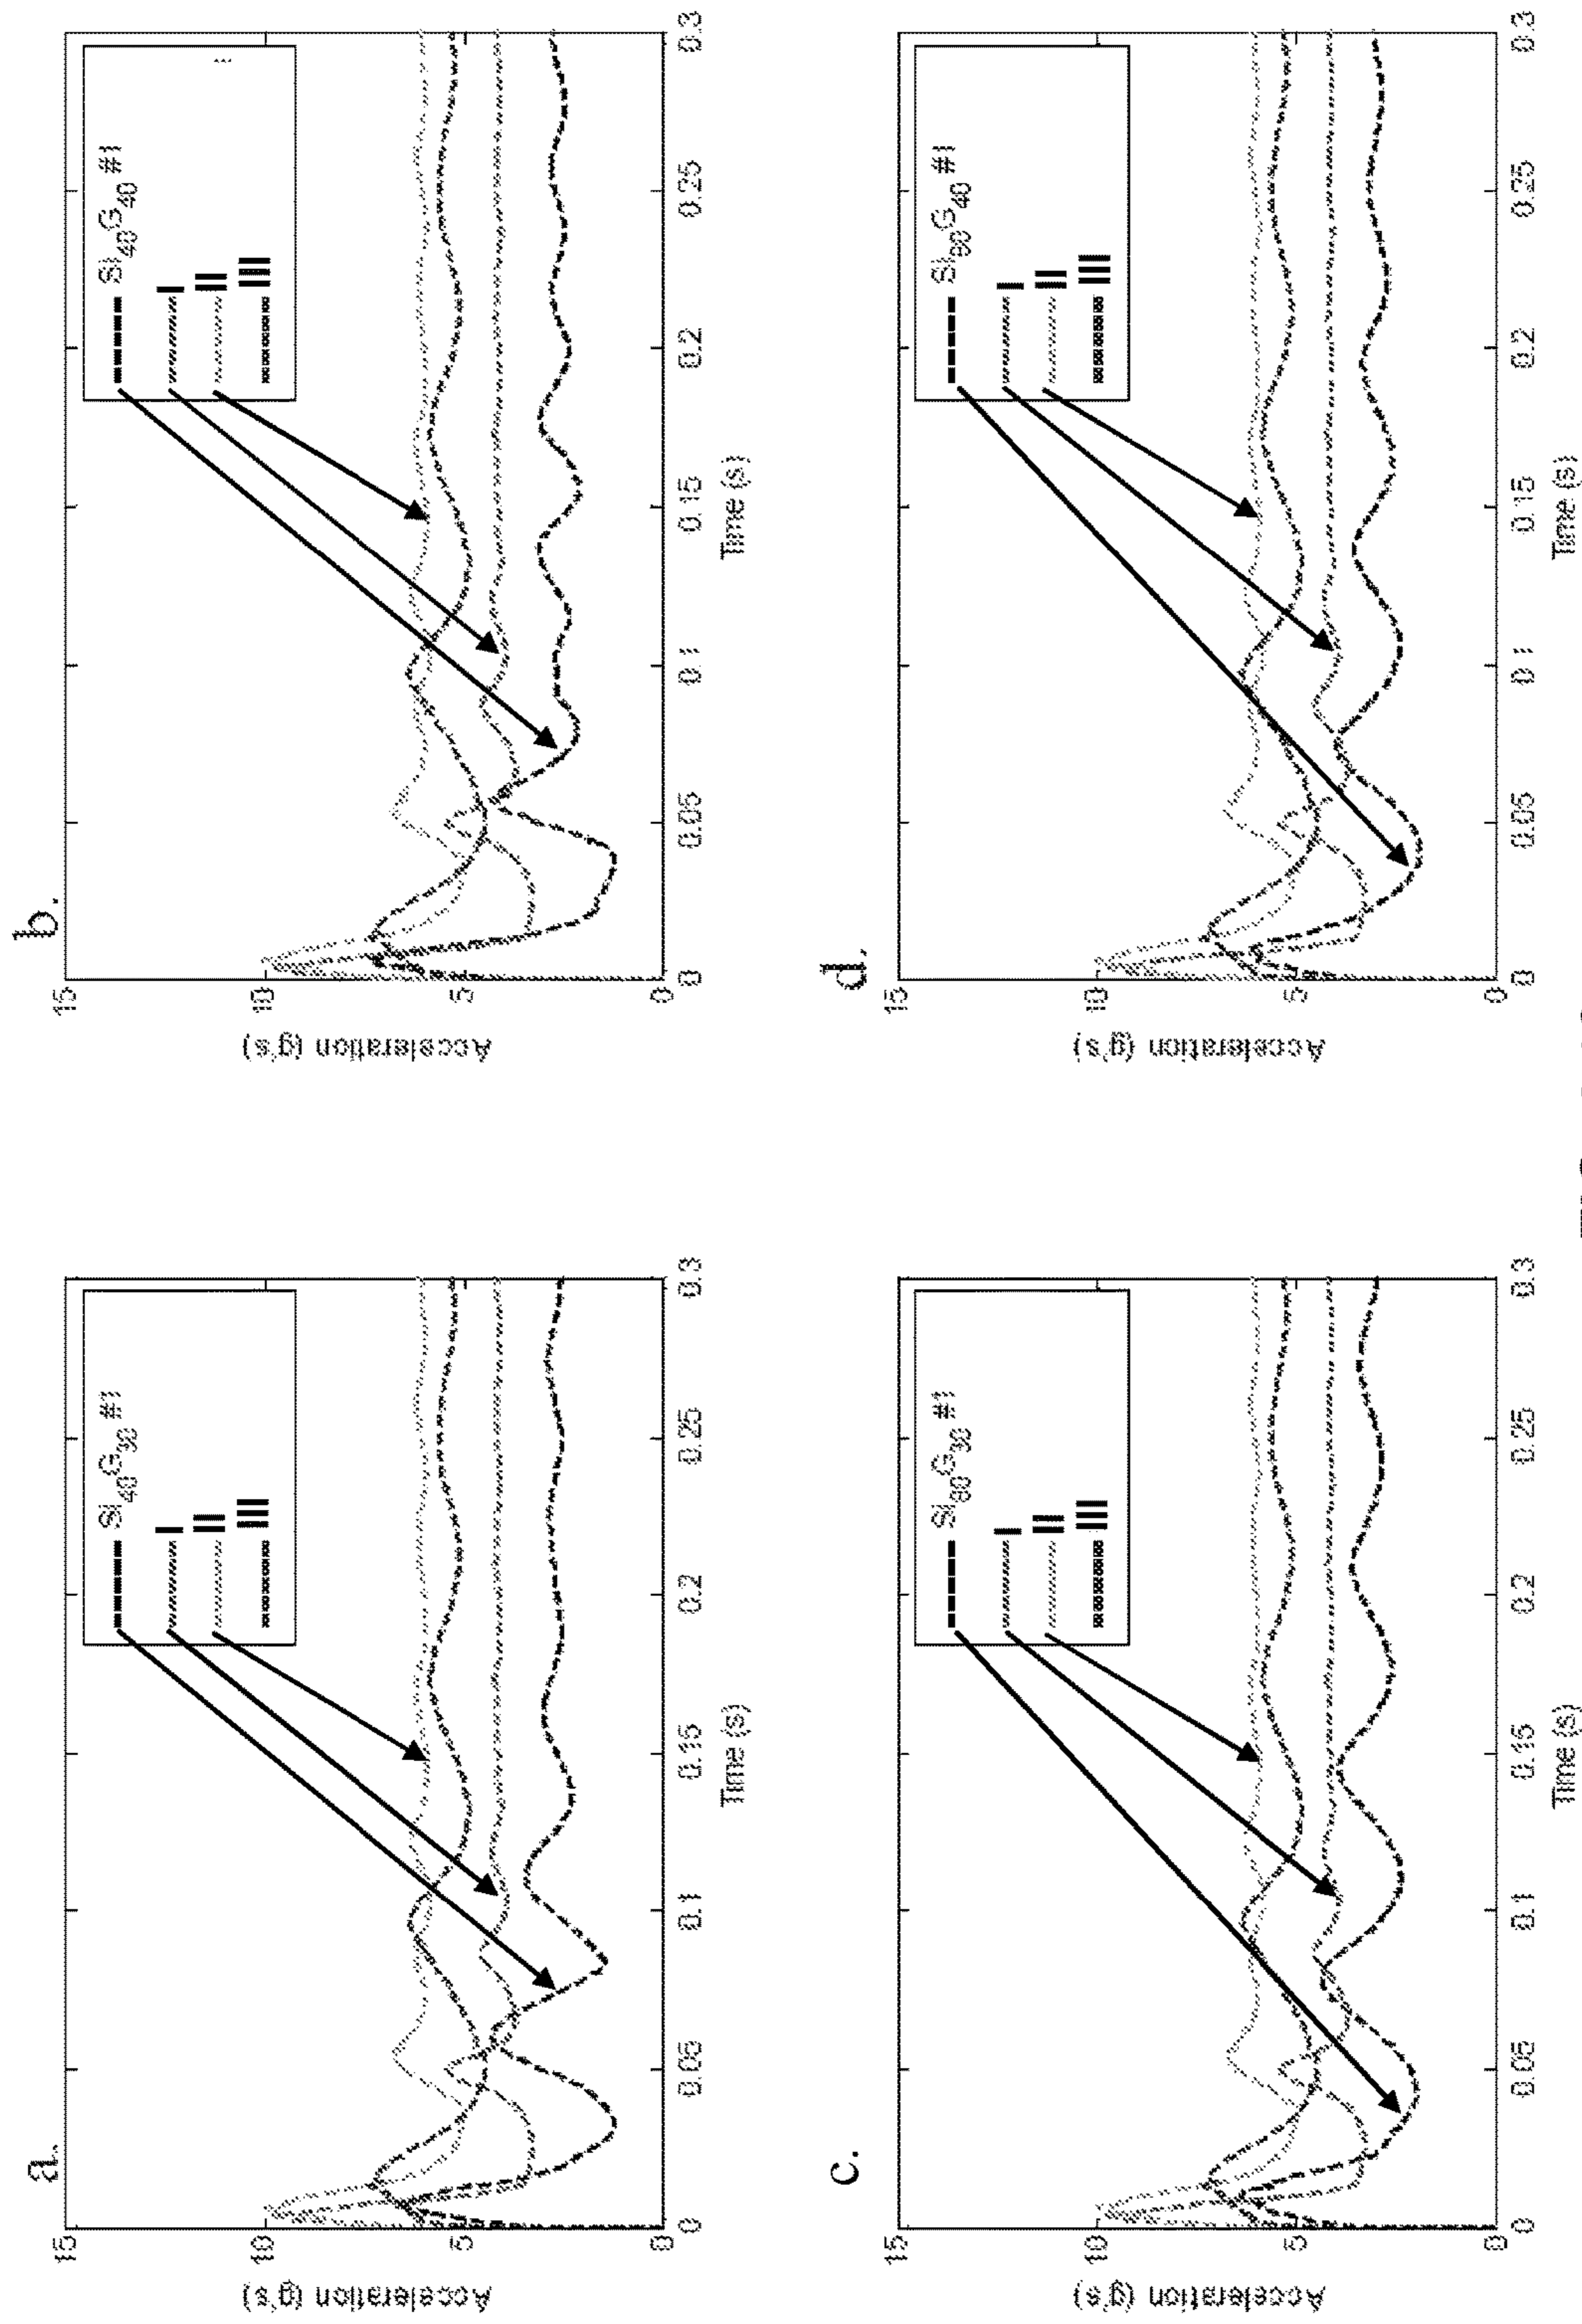 a.
Acceleration (g's)
15
10
5
0
Si40G30 #1
I
II
III
0
0.05
0.1
0.15
0.2
0.25
0.3
Time (s)
b.
Acceleration (g's)
15
10
5
0
Si40G40 #1
I
II
III
0
0.05
0.1
0.15
0.2
0.25
0.3
Time (s)
c.
Acceleration (g's)
15
10
5
0
Si80G30 #1
I
II
III
0
0.05
0.1
0.15
0.2
0.25
0.3
Time (s)
d.
Acceleration (g's)
15
10
5
0
Si80G40 #1
I
II
III
0
0.05
0.1
0.15
0.2
0.25
0.3
Time (s)